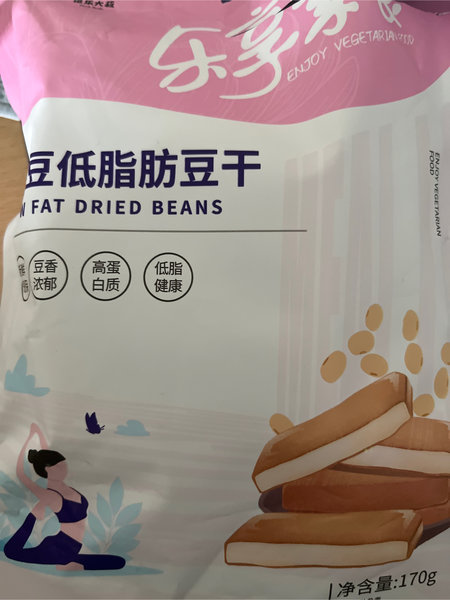 乐享素食
ENJOY VEGETARIAN FOOD
豆低脂肪豆干
N FAT DRIED BEANS
豆香
浓郁
高蛋
白质
低脂
健康
ENJOY VEGETARIAN
FOOD
净含量:170g